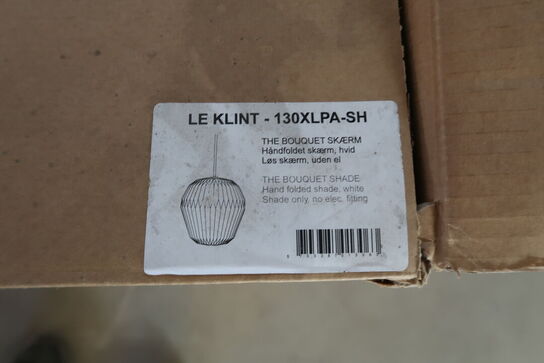 LE KLINT - 130XLPA-SH
THE BOUQUET SKÆRM
Håndfoldet skærm, hvid
Løs skærm, uden el
THE BOUQUET SHADE
Hand folded shade, white
Shade only, no elec. fitting